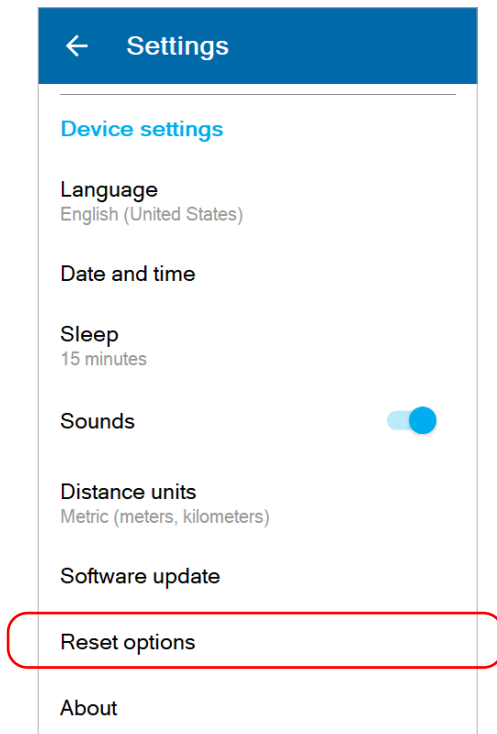 Settings
Device settings
Language
English (United States)
Date and time
Sleep
15 minutes
Sounds
Distance units
Metric (meters, kilometers)
Software update
Reset options
About